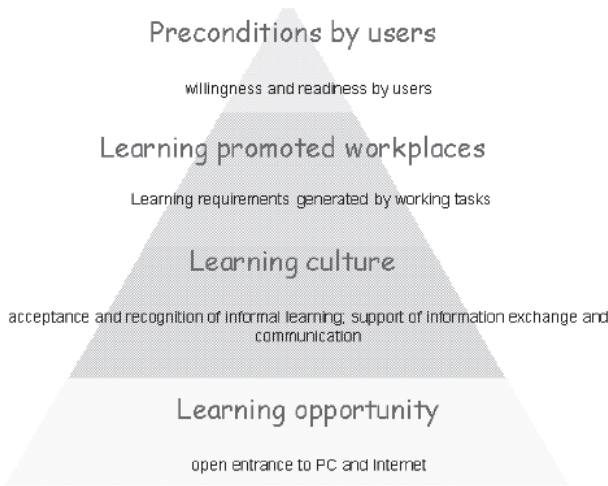 Preconditions by users
willingness and readiness by users
Learning promoted workplaces
Learning requirements generated by working tasks
Learning culture
acceptance and recognition of informal learning; support of information exchange and
communication
Learning opportunity
open entrance to PC and Internet